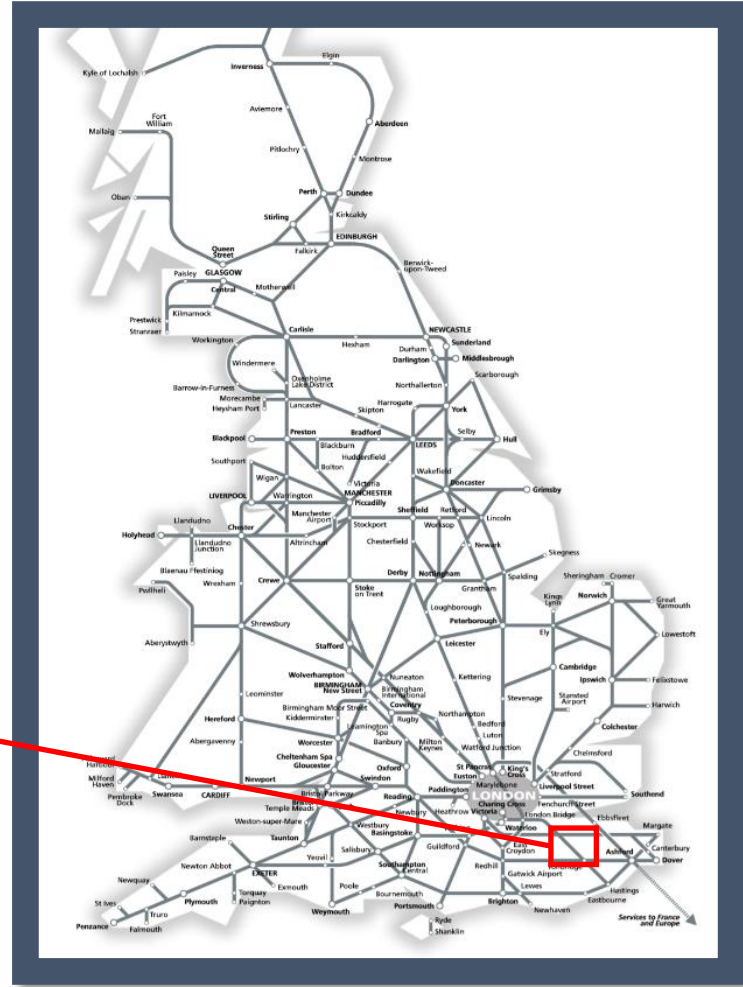 Elgin
Inverness
Kyle of Lochalsh
Aviemore
Fort
William
Mallaig
Aberdeen
Pitlochry
Montrose
Perth
Dundee
Oban
Stirling
Kirkcaldy
EDINBURGH
Queen
Street
Falkirk
GLASGOW
Central
Paisley
Motherwell
Berwick-
upon-Tweed
Kilmarnock
Prestwick
Stranraer
Carlisle
NEWCASTLE
Sunderland
Workington
Hexham
Durham
Darlington
Middlesbrough
Windermere
Scarborough
Oxenholme
Lake District
Northallerton
Barrow-In-Furness
Morecambe
Heysham Port
Lancaster
Harrogate
York
Skipton
Blackpool
Preston
Bradford
Selby
Blackburn
LEEDS
Hull
Southport
Bolton
Huddersfield
Wigan
Wakefield
Victoria
MANCHESTER
Piccadilly
Doncaster
Grimsby
LIVERPOOL
Warrington
Manchester
Airport
Sheffield
Retford
Llandudno
Stockport
Worksop
Lincoln
Holyhead
Chester
Llandudno
Junction
Altrincham
Chesterfield
Newark
Skegness
Blaenau Ffestiniog
Wrexham
Crewe
Derby
Nottingham
Spalding
Sheringham
Cromer
Pwllheli
Stoke
on Trent
Grantham
Kings
Lynn
Norwich
Great
Yarmouth
Loughborough
Shrewsbury
Peterborough
Ely
Lowestoft
Aberystwyth
Stafford
Leicester
Cambridge
Wolverhampton
BIRMINGHAM
New Street
Nuneaton
Kettering
Ipswich
Felixstowe
Birmingham
International
Leominster
Birmingham Moor Street
Coventry
Stevenage
Stansted
Airport
Harwich
Hereford
Kidderminster
Rugby
Northampton
Leamington
Spa
Bedford
Colchester
Abergavenny
Worcester
Banbury
Milton
Keynes
Luton
Cheltenham Spa
Watford Junction
Chelmsford
Gloucester
Oxford
St Pancras
King's
Cross
Euston
Stratford
Milford
Haven
Newport
Swindon
Paddington
Marylebone
Liverpool Street
Pembroke
Dock
Swansea
CARDIFF
Bristol Parkway
Reading
LONDON
Southend
Temple Meads
Newbury
Heathrow
Victoria
Charing Cross
Fenchurch Street
London Bridge
Ebbsfleet
Weston-super-Mare
Westbury
Basingstoke
Waterloo
Margate
Barnstaple
Taunton
Salisbury
Guildford
East
Croydon
Canterbury
Ashford
Dover
Newton Abbot
Yeovil
Southampton
Central
Redhill
Gatwick Airport
EXETER
Newquay
Exmouth
Poole
Bournemouth
Lewes
Hastings
Torquay
Paignton
Plymouth
Weymouth
Portsmouth
Brighton
Newhaven
Eastbourne
St Ives
Truro
Penzance
Falmouth
Ryde
Shanklin
Services to France
and Europe